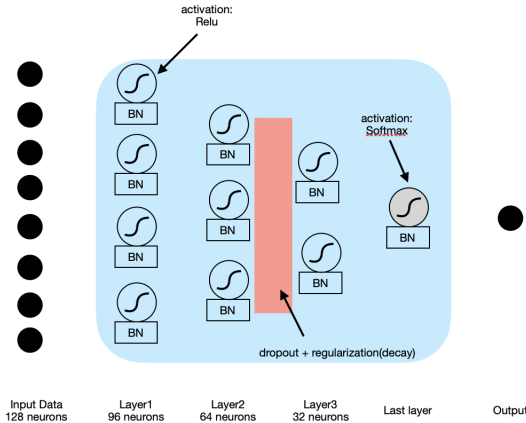 activation:
Relu
BN
BN
BN
BN
BN
BN
BN
BN
BN
activation:
Softmax
BN
dropout + regularization(decay)
Input Data
128 neurons
Layer1
96 neurons
Layer2
64 neurons
Layer3
32 neurons
Last layer
Output